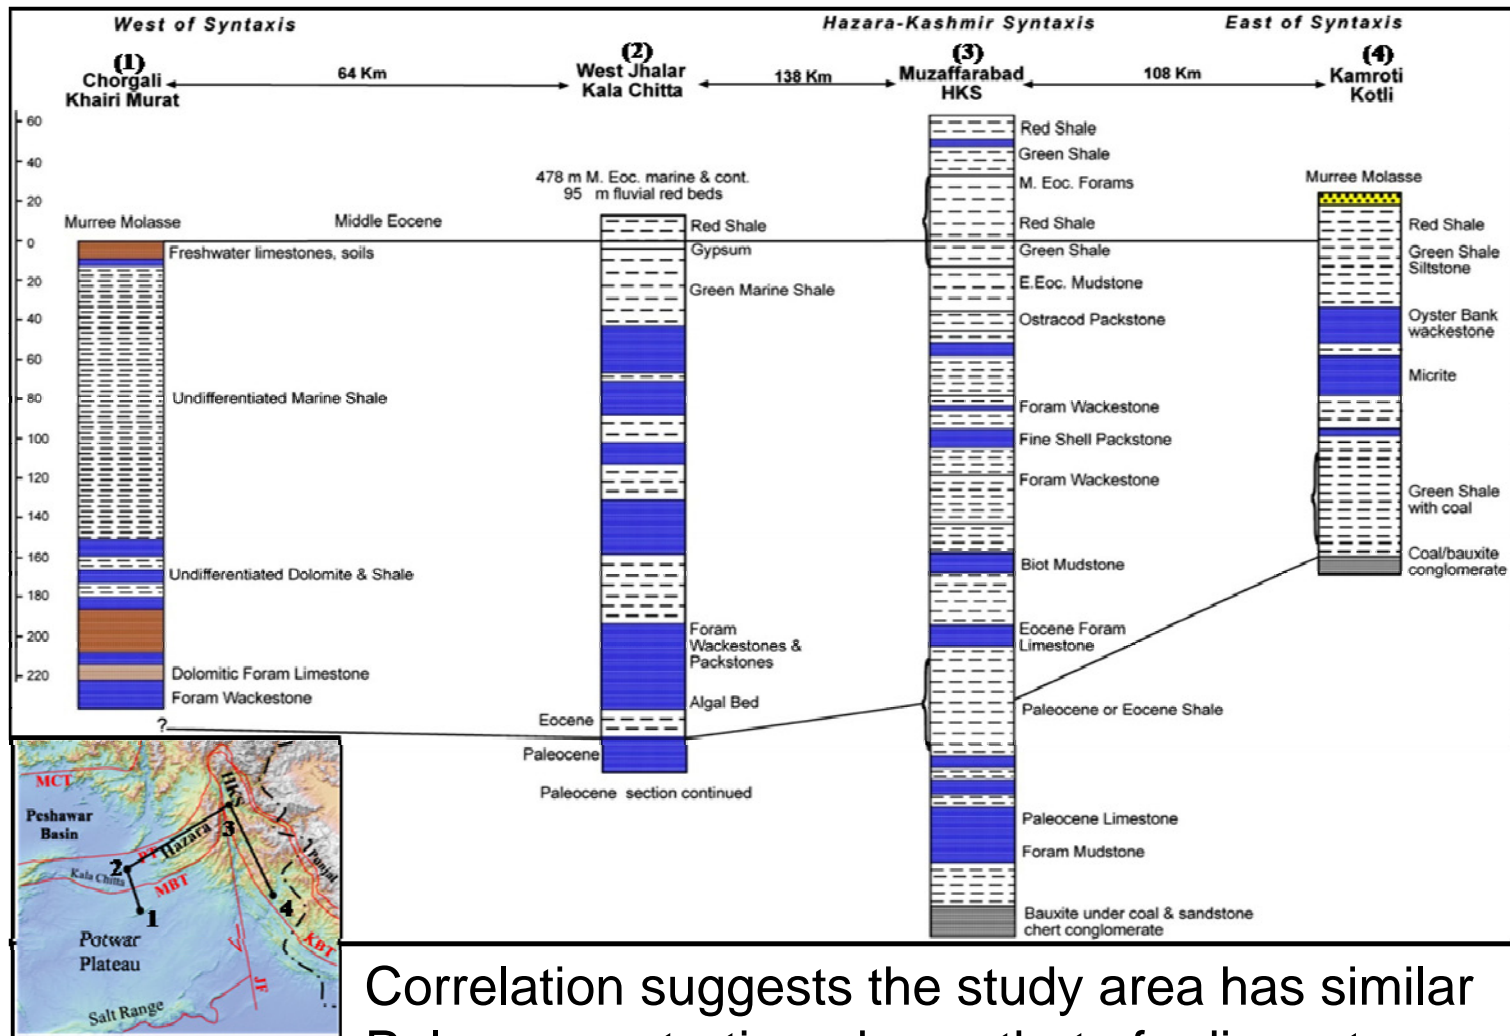 West of Syntaxis
Hazara-Kashmir Syntaxis
East of Syntaxis
(1)
Chorgali
Khairi Murat
64 Km
(2)
West Jhalar
Kala Chitta
138 Km
(3)
Muzaffarabad
HKS
108 Km
(4)
Kamroti
Kotli
60
40
20
0
20
40
60
80
100
120
140
160
180
200
220
Murree Molasse
Middle Eocene
Freshwater limestones, soils
Undifferentiated Marine Shale
Undifferentiated Dolomite & Shale
Dolomitic Foram Limestone
Foram Wackestone
?
478 m M. Eoc. marine & cont.
95 m fluvial red beds
Red Shale
Gypsum
Green Marine Shale
Foram
Wackestones &
Packstones
Algal Bed
Eocene
Paleocene
Paleocene section continued
Red Shale
Green Shale
M. Eoc. Forams
Red Shale
Green Shale
E.Eoc. Mudstone
Ostracod Packstone
Foram Wackestone
Fine Shell Packstone
Foram Wackestone
Biot Mudstone
Eocene Foram
Limestone
Paleocene or Eocene Shale
Paleocene Limestone
Foram Mudstone
Bauxite under coal & sandstone
chert conglomerate
Murree Molasse
Red Shale
Green Shale
Siltstone
Oyster Bank
wackestone
Micrite
Green Shale
with coal
Coal/bauxite
conglomerate
MCT
HKS
Peshawar
Basin
3
Hazara
PT
2
Kala Chitta
MBT
Panjal
1
4
Potwar
Plateau
KBT
JF
Salt Range
Correlation suggests the study area has similar